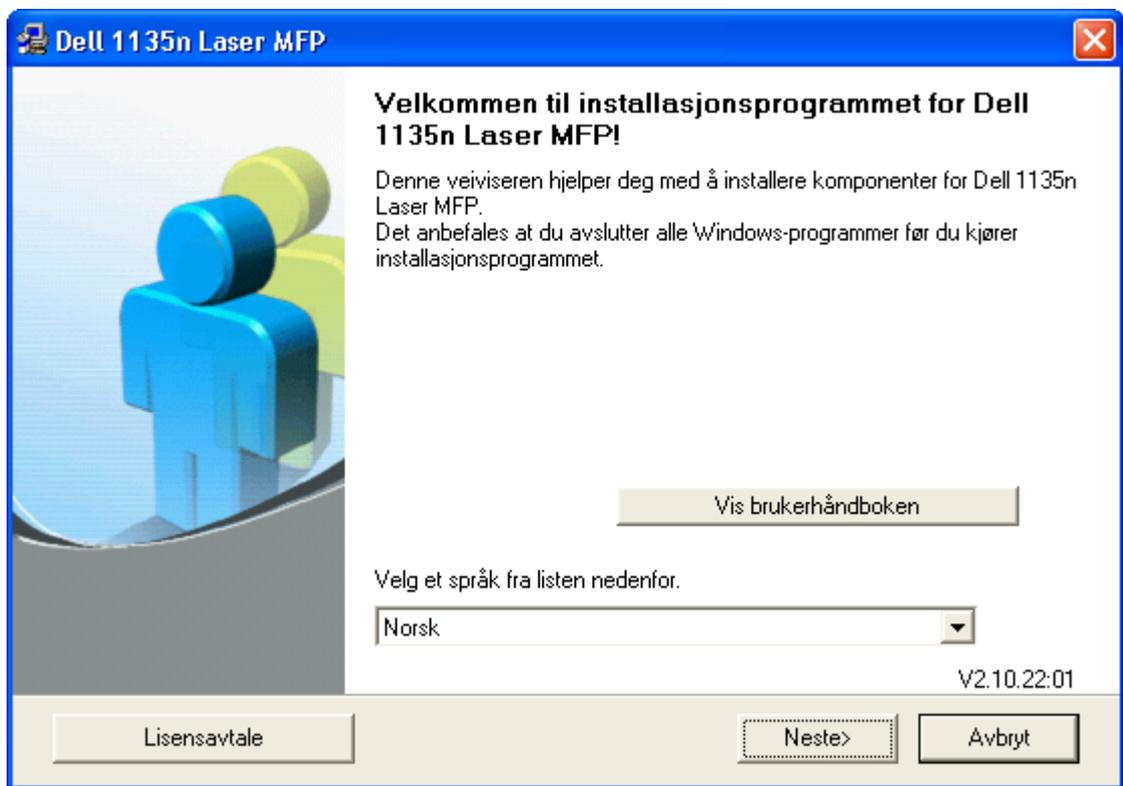 Dell 1135n Laser MFP
Velkommen til installasjonsprogrammet for Dell
1135n Laser MFP!
Denne veiviseren hjelper deg med å installere komponenter for Dell 1135n
Laser MFP.
Det anbefales at du avslutter alle Windows-programmer før du kjører
installasjonsprogrammet.
Vis brukerhåndboken
Velg et språk fra listen nedenfor.
Norsk
V2.10.22:01
Lisensavtale
Neste>
Avbryt